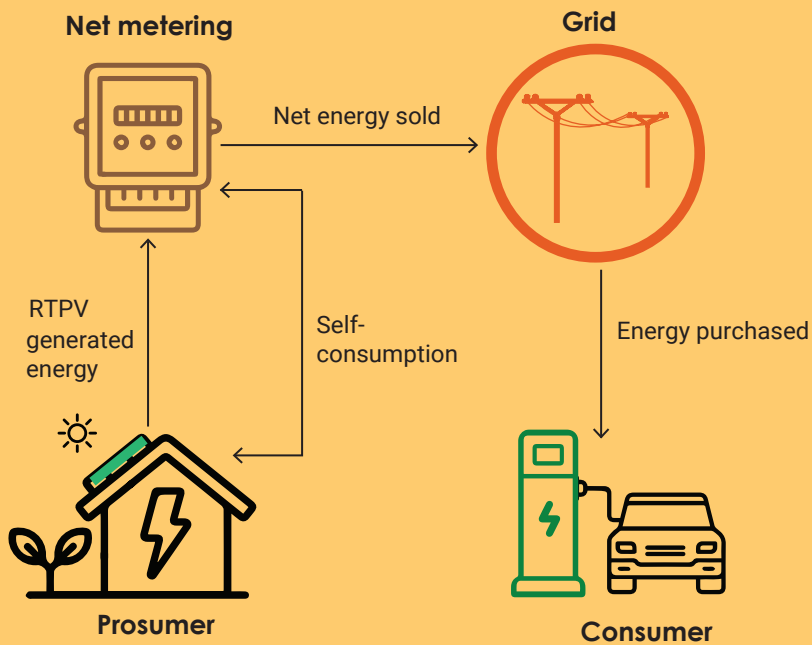 Net metering
Grid
Net energy sold
RTPV
generated
energy
Self-
consumption
Energy purchased
Prosumer
Consumer